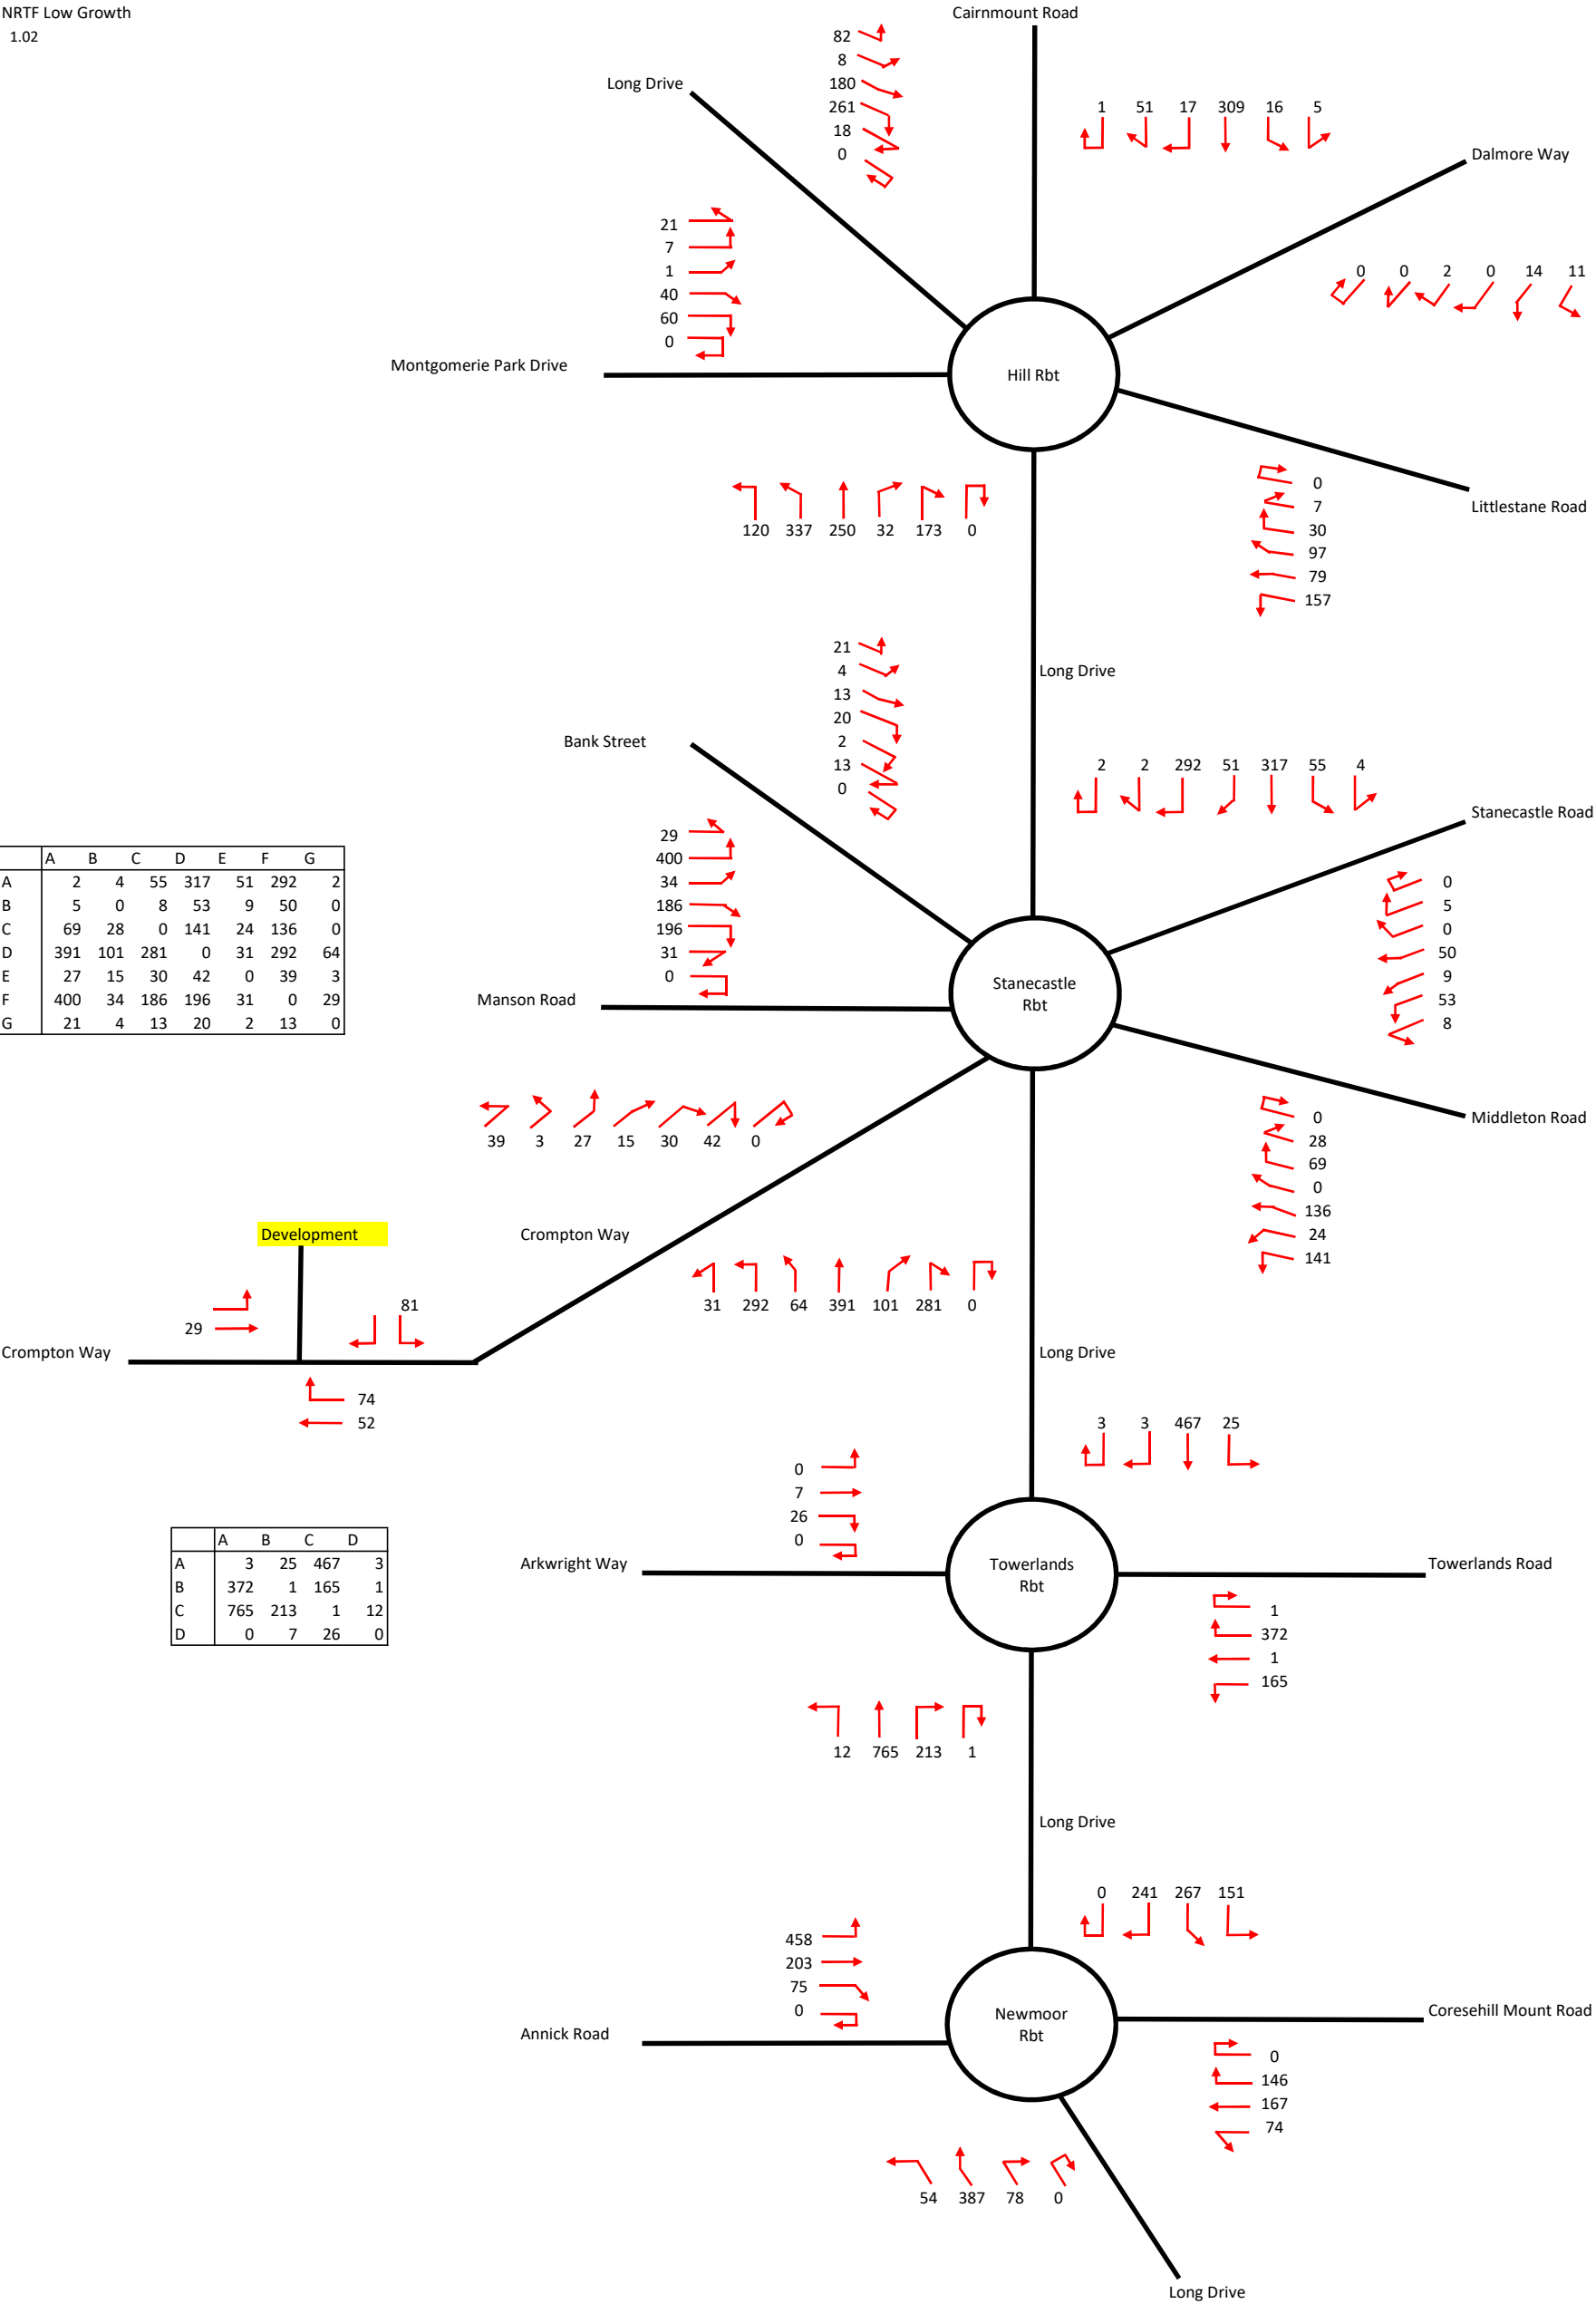 NRTF Low Growth
1.02
Cairnmount Road
Long Drive
82
8
180
261
18
0
1 51 17 309 16 5
Dalmore Way
0 0 2 0 14 11
21
7
1
40
60
0
Montgomerie Park Drive
Hill Rbt
Littlestane Road
0
7
30
97
79
157
120 337 250 32 173 0
Long Drive
Bank Street
21
4
13
20
2
13
0
2 2 292 51 317 55 4
Stanecastle Road
0
5
0
50
9
53
8
29
400
34
186
196
31
0
Manson Road
Stanecastle
Rbt
A B C D E F G
A 2 4 55 317 51 292 2
B 5 0 8 53 9 50 0
C 69 28 0 141 24 136 0
D 391 101 281 0 31 292 64
E 27 15 30 42 0 39 3
F 400 34 186 196 31 0 29
G 21 4 13 20 2 13 0
Middleton Road
0
28
69
0
136
24
141
39 3 27 15 30 42 0
Crompton Way
Development
31 292 64 391 101 281 0
81
29
Crompton Way
74
52
Long Drive
3 3 467 25
0
7
26
0
Arkwright Way
Towerlands
Rbt
Towerlands Road
1
372
1
165
A B C D
A 3 25 467 3
B 372 1 165 1
C 765 213 1 12
D 0 7 26 0
12 765 213 1
Long Drive
0 241 267 151
458
203
75
0
Annick Road
Newmoor
Rbt
Coresehill Mount Road
0
146
167
74
54 387 78 0
Long Drive